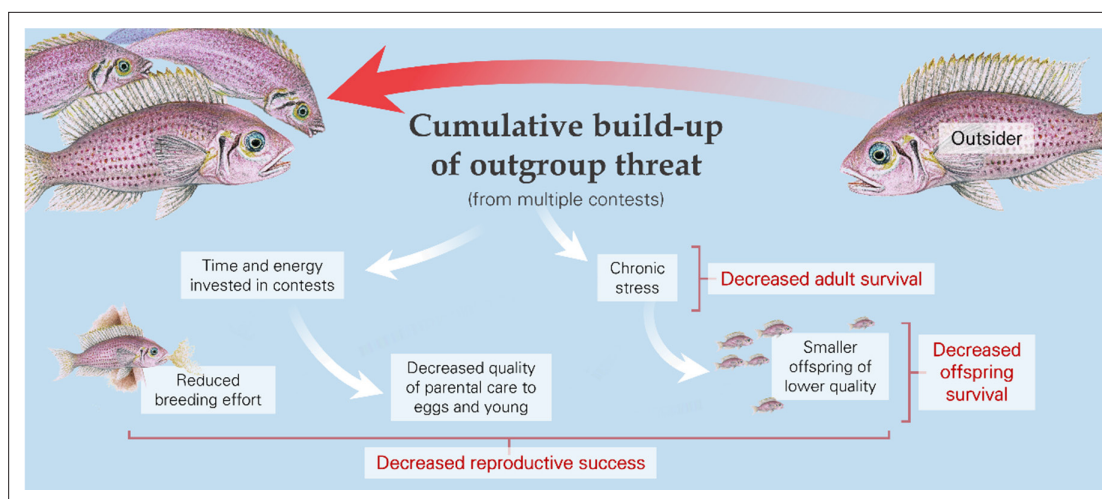 Cumulative build-up
of outgroup threat
(from multiple contests)
Outsider
Time and energy
invested in contests
Chronic
stress
Decreased adult survival
Reduced
breeding effort
Decreased quality
of parental care to
eggs and young
Smaller
offspring of
lower quality
Decreased
offspring
survival
Decreased reproductive success